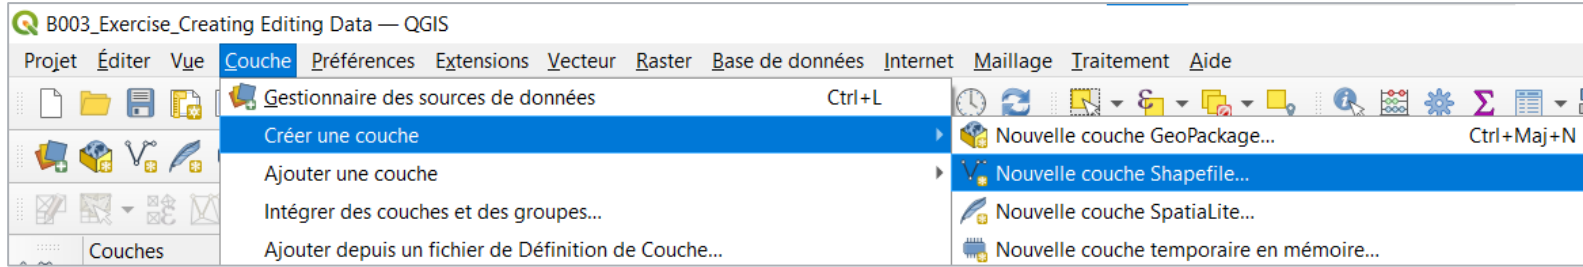 B003_Exercise_Creating Editing Data — QGIS
Projet Éditer Vue Couche Préférences Extensions Vecteur Raster Base de données Internet Maillage Traitement Aide
Gestionnaire des sources de données Ctrl+L
Créer une couche
Nouvelle couche GeoPackage... Ctrl+Maj+N
Ajouter une couche
Nouvelle couche Shapefile...
Intégrer des couches et des groupes...
Nouvelle couche SpatiaLite...
Couches
Ajouter depuis un fichier de Définition de Couche...
Nouvelle couche temporaire en mémoire...